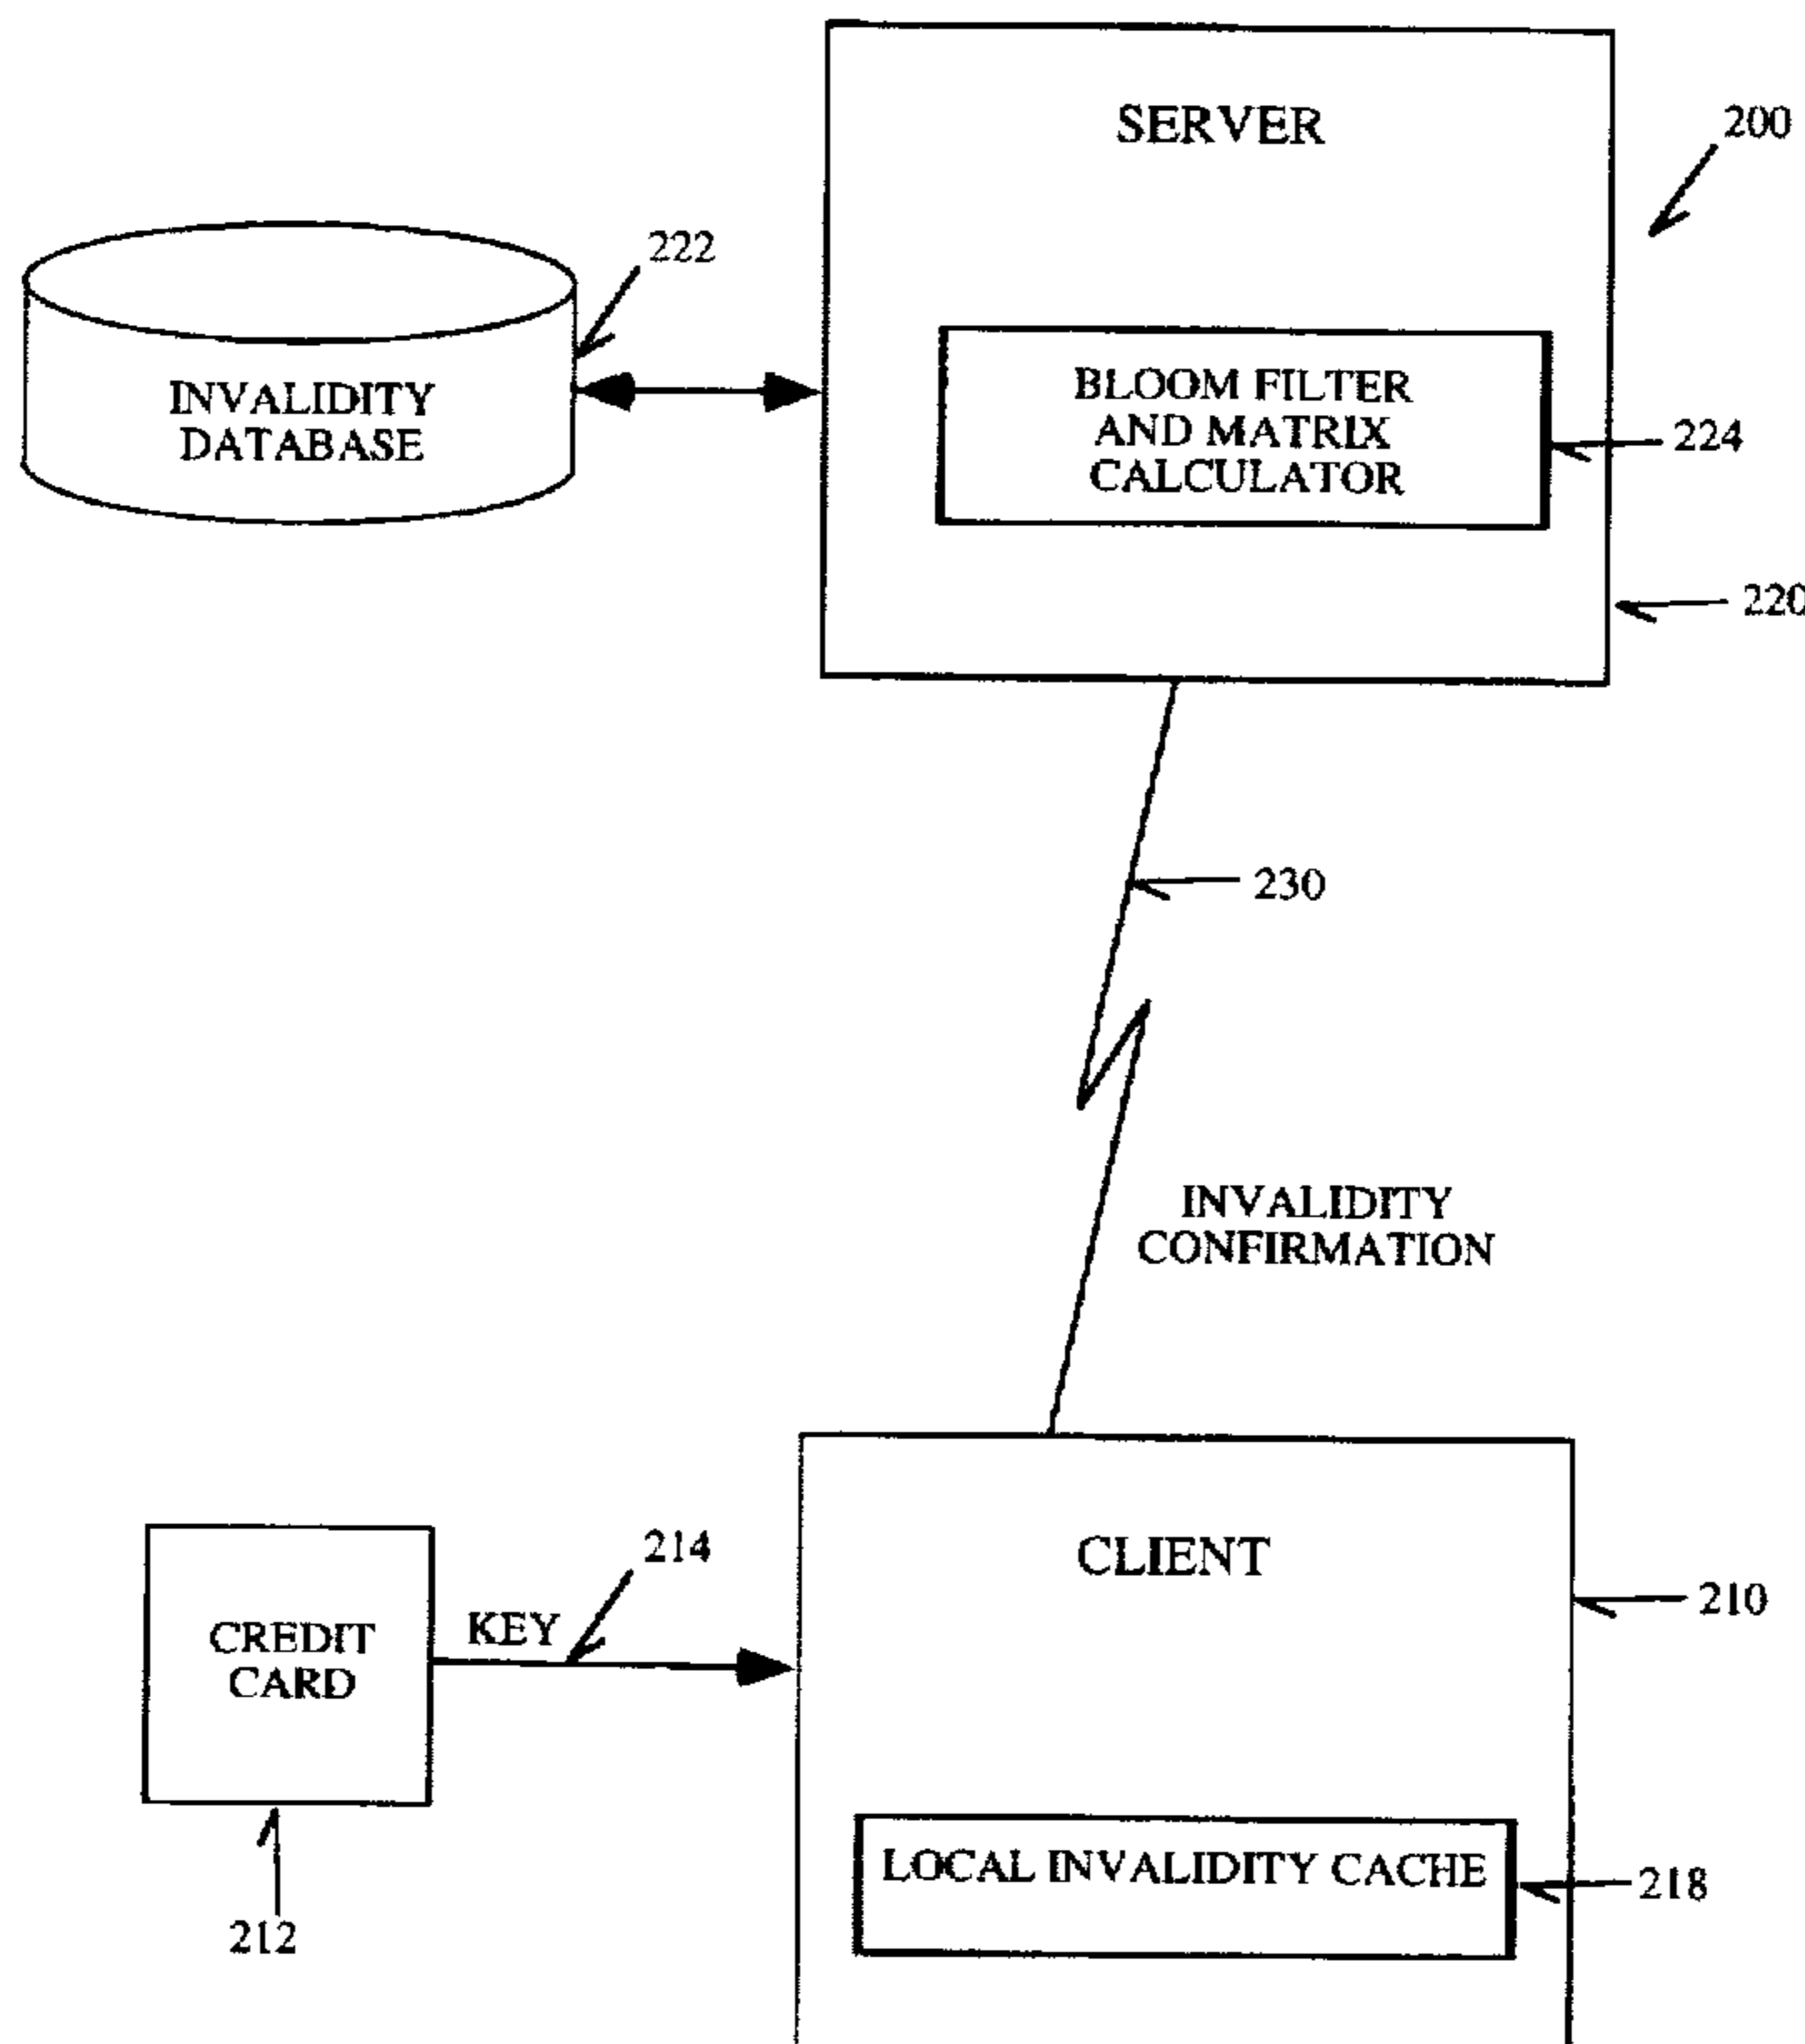 SERVER
200
222
INVALIDITY
DATABASE
BLOOM FILTER
AND MATRIX
CALCULATOR
224
220
230
INVALIDITY
CONFIRMATION
CLIENT
214
KEY
210
CREDIT
CARD
LOCAL INVALIDITY CACHE
218
212